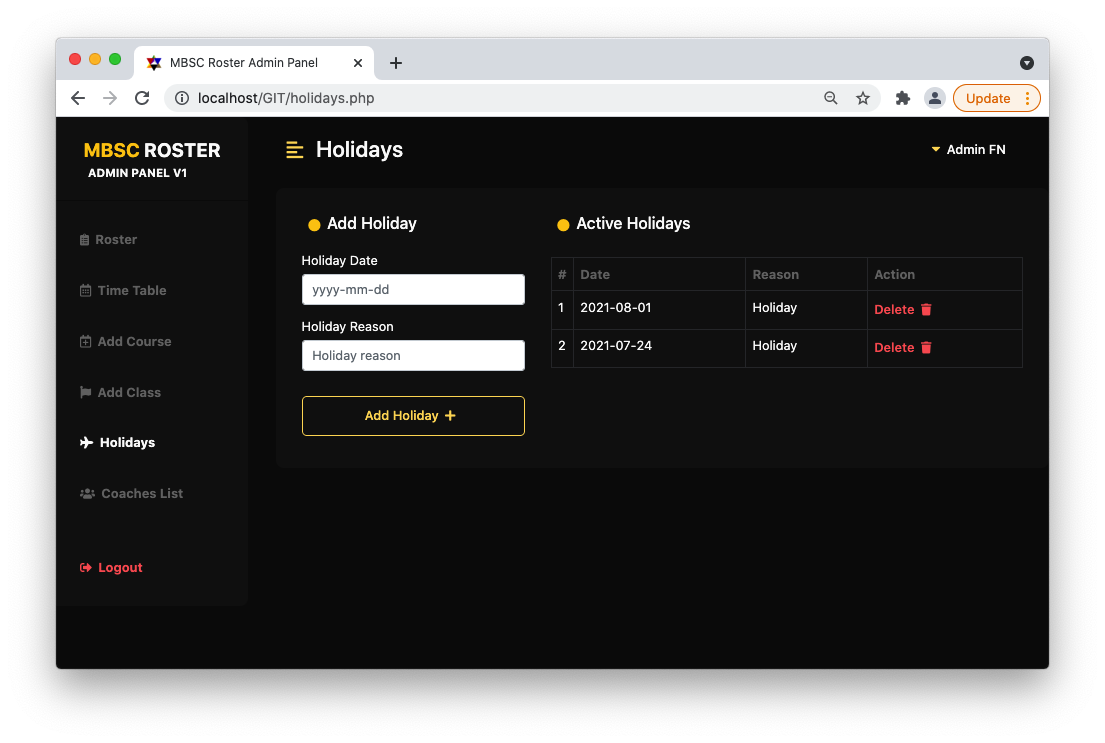 MBSC Roster Admin Panel
localhost/GIT/holidays.php
Update
MBSC ROSTER
ADMIN PANEL V1
Holidays
Admin FN
Roster
Time Table
Add Course
Add Class
Holidays
Coaches List
Logout
Add Holiday
Holiday Date
yyyy-mm-dd
Holiday Reason
Holiday reason
Add Holiday +
Active Holidays
# Date Reason Action
1 2021-08-01 Holiday Delete
2 2021-07-24 Holiday Delete